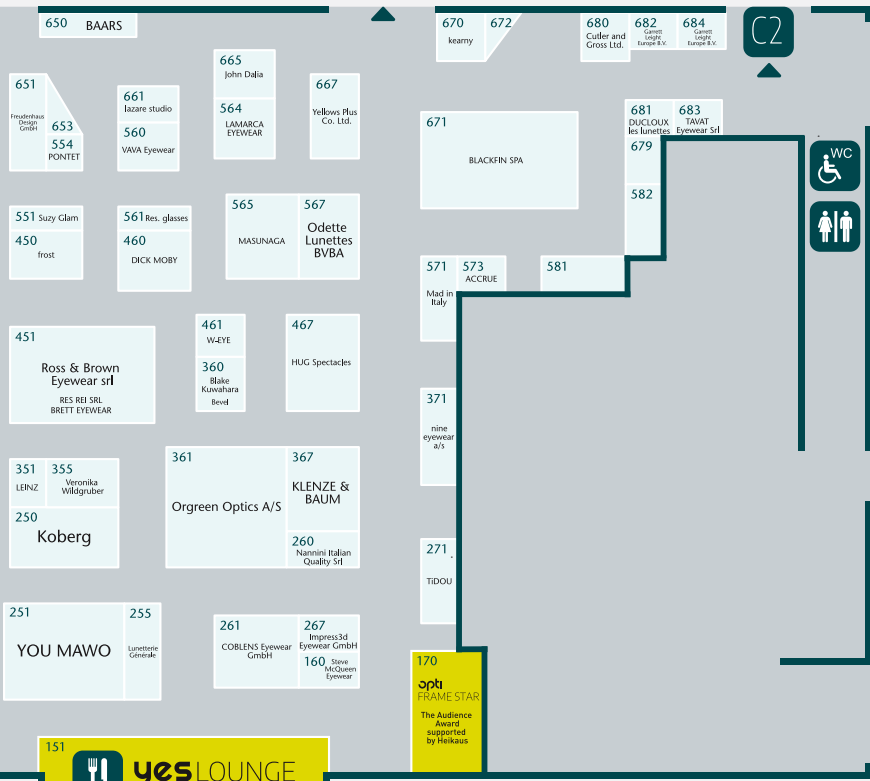 650 BAARS
670
kearny
672
680
Cutler and
Gross Ltd.
682
Garrett
Leight
Europe B.V.
684
Garrett
Leight
Europe B.V.
C2
651
Freudenhaus
Design
GmbH
653
554
PONTET
661
lazare studio
560
VAVA Eyewear
665
John Dalia
564
LAMARCA
EYEWEAR
667
Yellows Plus
Co. Ltd.
671
BLACKFIN SPA
681
DUCLOUX
les lunettes
683
TAVAT
Eyewear Srl
679
582
WC
551 Suzy Glam
450
frost
561 Res. glasses
460
DICK MOBY
565
MASUNAGA
567
Odette
Lunettes
BVBA
571
Mad in
Italy
573
ACCRUE
581
451
Ross & Brown
Eyewear srl
RES REI SRL
BRETT EYEWEAR
461
W-EYE
360
Blake
Kuwahara
Bevel
467
HUG Spectacles
371
nine
eyewear
a/s
351
LEINZ
355
Veronika
Wildgruber
250
Koberg
361
Orgreen Optics A/S
367
KLENZE &
BAUM
260
Nannini Italian
Quality Srl
271
TiDOU
251
YOU MAWO
255
Lunetterie
Générale
261
COBLENS Eyewear
GmbH
267
Impress3d
Eyewear GmbH
160 Steve
McQueen
Eyewear
170
opti
FRAME STAR
The Audience
Award
supported
by Heikaus
151
yes LOUNGE